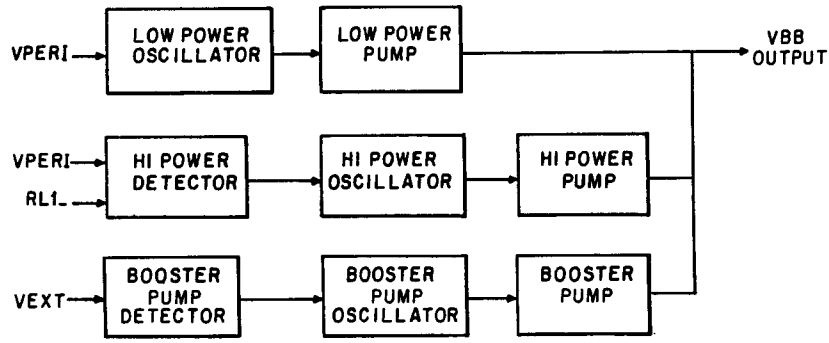 VPERI
LOW POWER
OSCILLATOR
LOW POWER
PUMP
VBB
OUTPUT
VPERI
RL1_
HI POWER
DETECTOR
HI POWER
OSCILLATOR
HI POWER
PUMP
VEXT
BOOSTER
PUMP
DETECTOR
BOOSTER
PUMP
OSCILLATOR
BOOSTER
PUMP